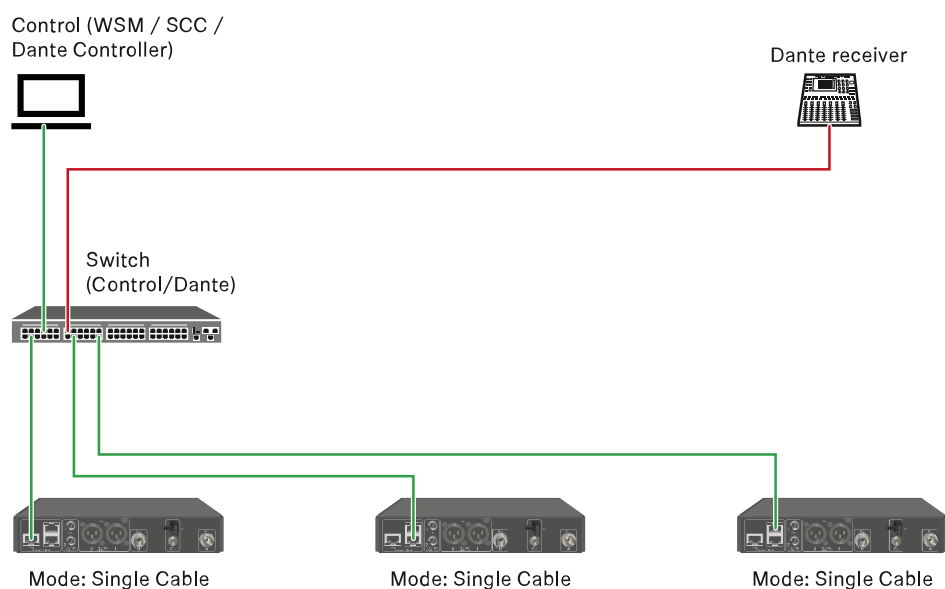 Control (WSM / SCC /
Dante Controller)
Dante receiver
Switch
(Control/Dante)
Mode: Single Cable
Mode: Single Cable
Mode: Single Cable